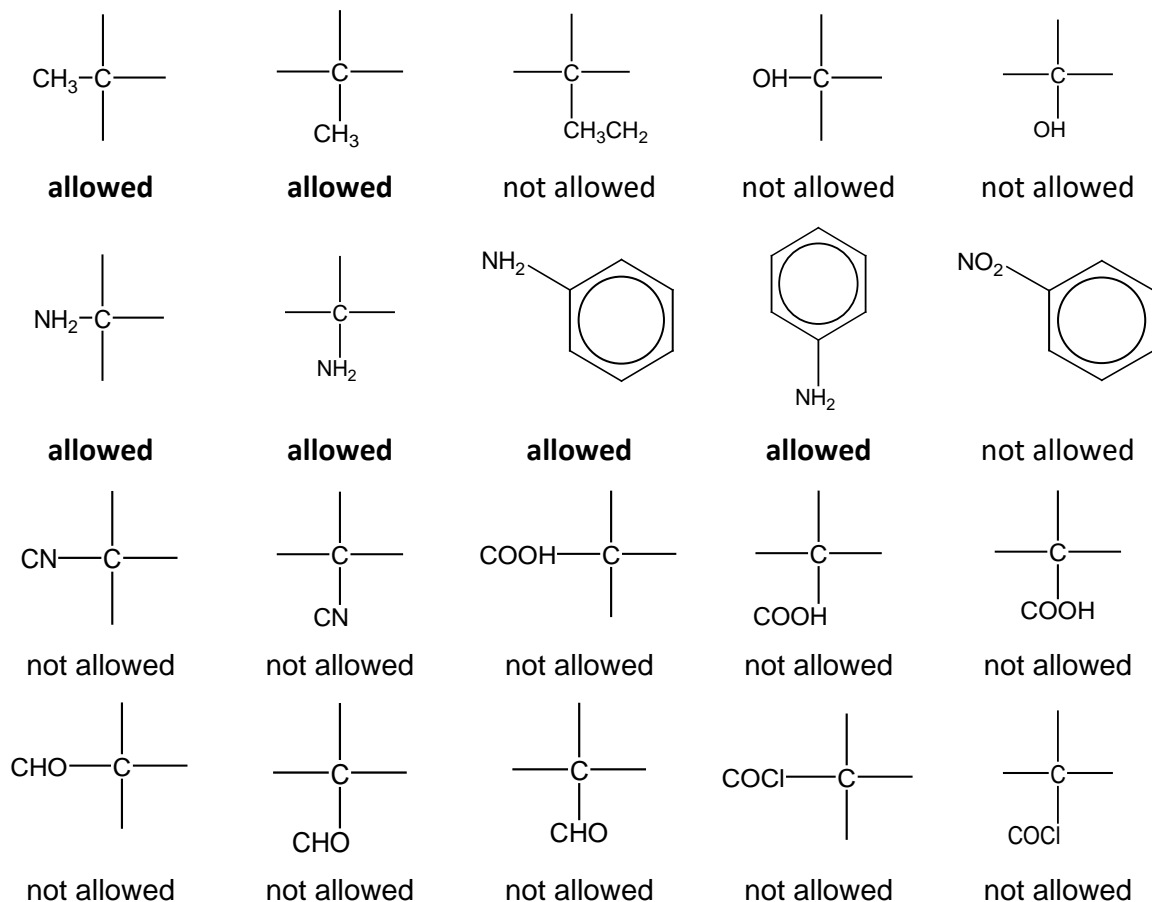 CH₃ C C C OH C C
CH₃ CH₃CH₂ OH
allowed allowed not allowed not allowed not allowed
NH₂ C C NH₂ NO₂
NH₂ NH₂
allowed allowed allowed allowed not allowed
CN C C COOH C C C
CN COOH COOH
not allowed not allowed not allowed not allowed not allowed
CHO C C C COCl C C
CHO CHO COCl
not allowed not allowed not allowed not allowed not allowed